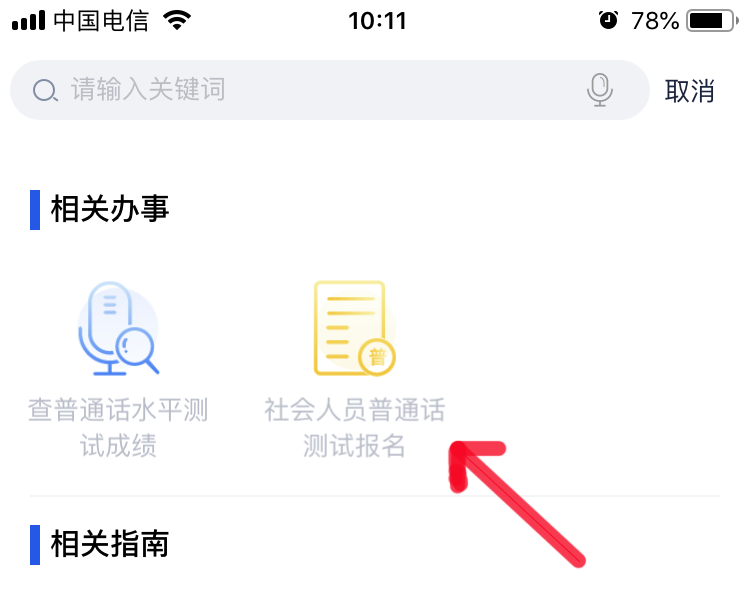 中国电信 10:11 78%
请输入关键词 取消
相关办事
普
查普通话水平测 社会人员普通话
试成绩 测试报名
相关指南